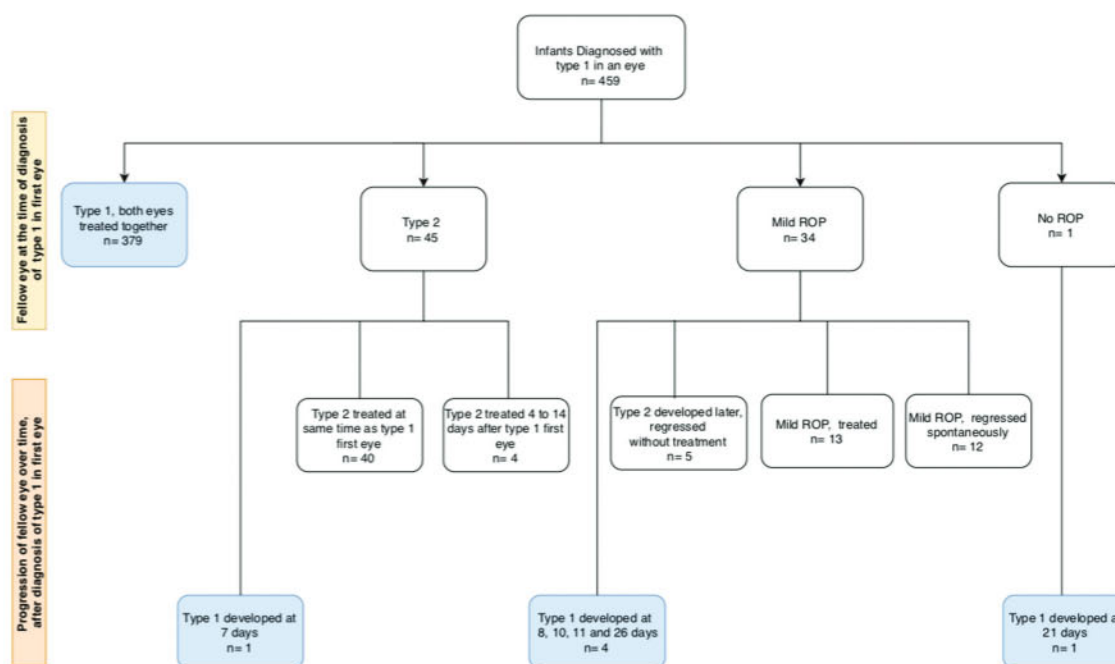 Infants Diagnosed with
type 1 in an eye
n= 459
Fellow eye at the time of diagnosis
of type 1 in first eye
Type 1, both eyes
treated together
n= 379
Type 2
n= 45
Mild ROP
n= 34
No ROP
n= 1
Progression of fellow eye over time,
after diagnosis of type 1 in first eye
Type 2 treated at
same time as type 1
first eye
n= 40
Type 2 treated 4 to 14
days after type 1 first
eye
n= 4
Type 2 developed later,
regressed
without treatment
n= 5
Mild ROP, treated
n= 13
Mild ROP, regressed
spontaneously
n= 12
Type 1 developed at
7 days
n= 1
Type 1 developed at
8, 10, 11 and 26 days
n= 4
Type 1 developed at
21 days
n= 1